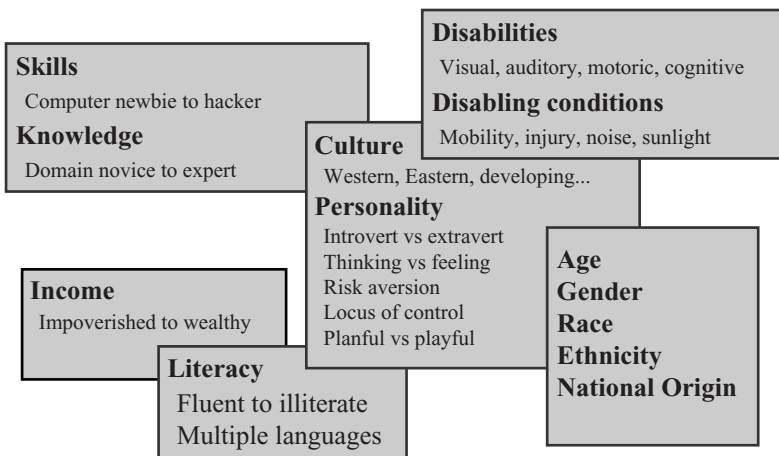 Skills
Computer newbie to hacker
Knowledge
Domain novice to expert
Disabilities
Visual, auditory, motoric, cognitive
Disabling conditions
Mobility, injury, noise, sunlight
Culture
Western, Eastern, developing...
Personality
Introvert vs extravert
Thinking vs feeling
Risk aversion
Locus of control
Planful vs playful
Income
Impoverished to wealthy
Literacy
Fluent to illiterate
Multiple languages
Age
Gender
Race
Ethnicity
National Origin